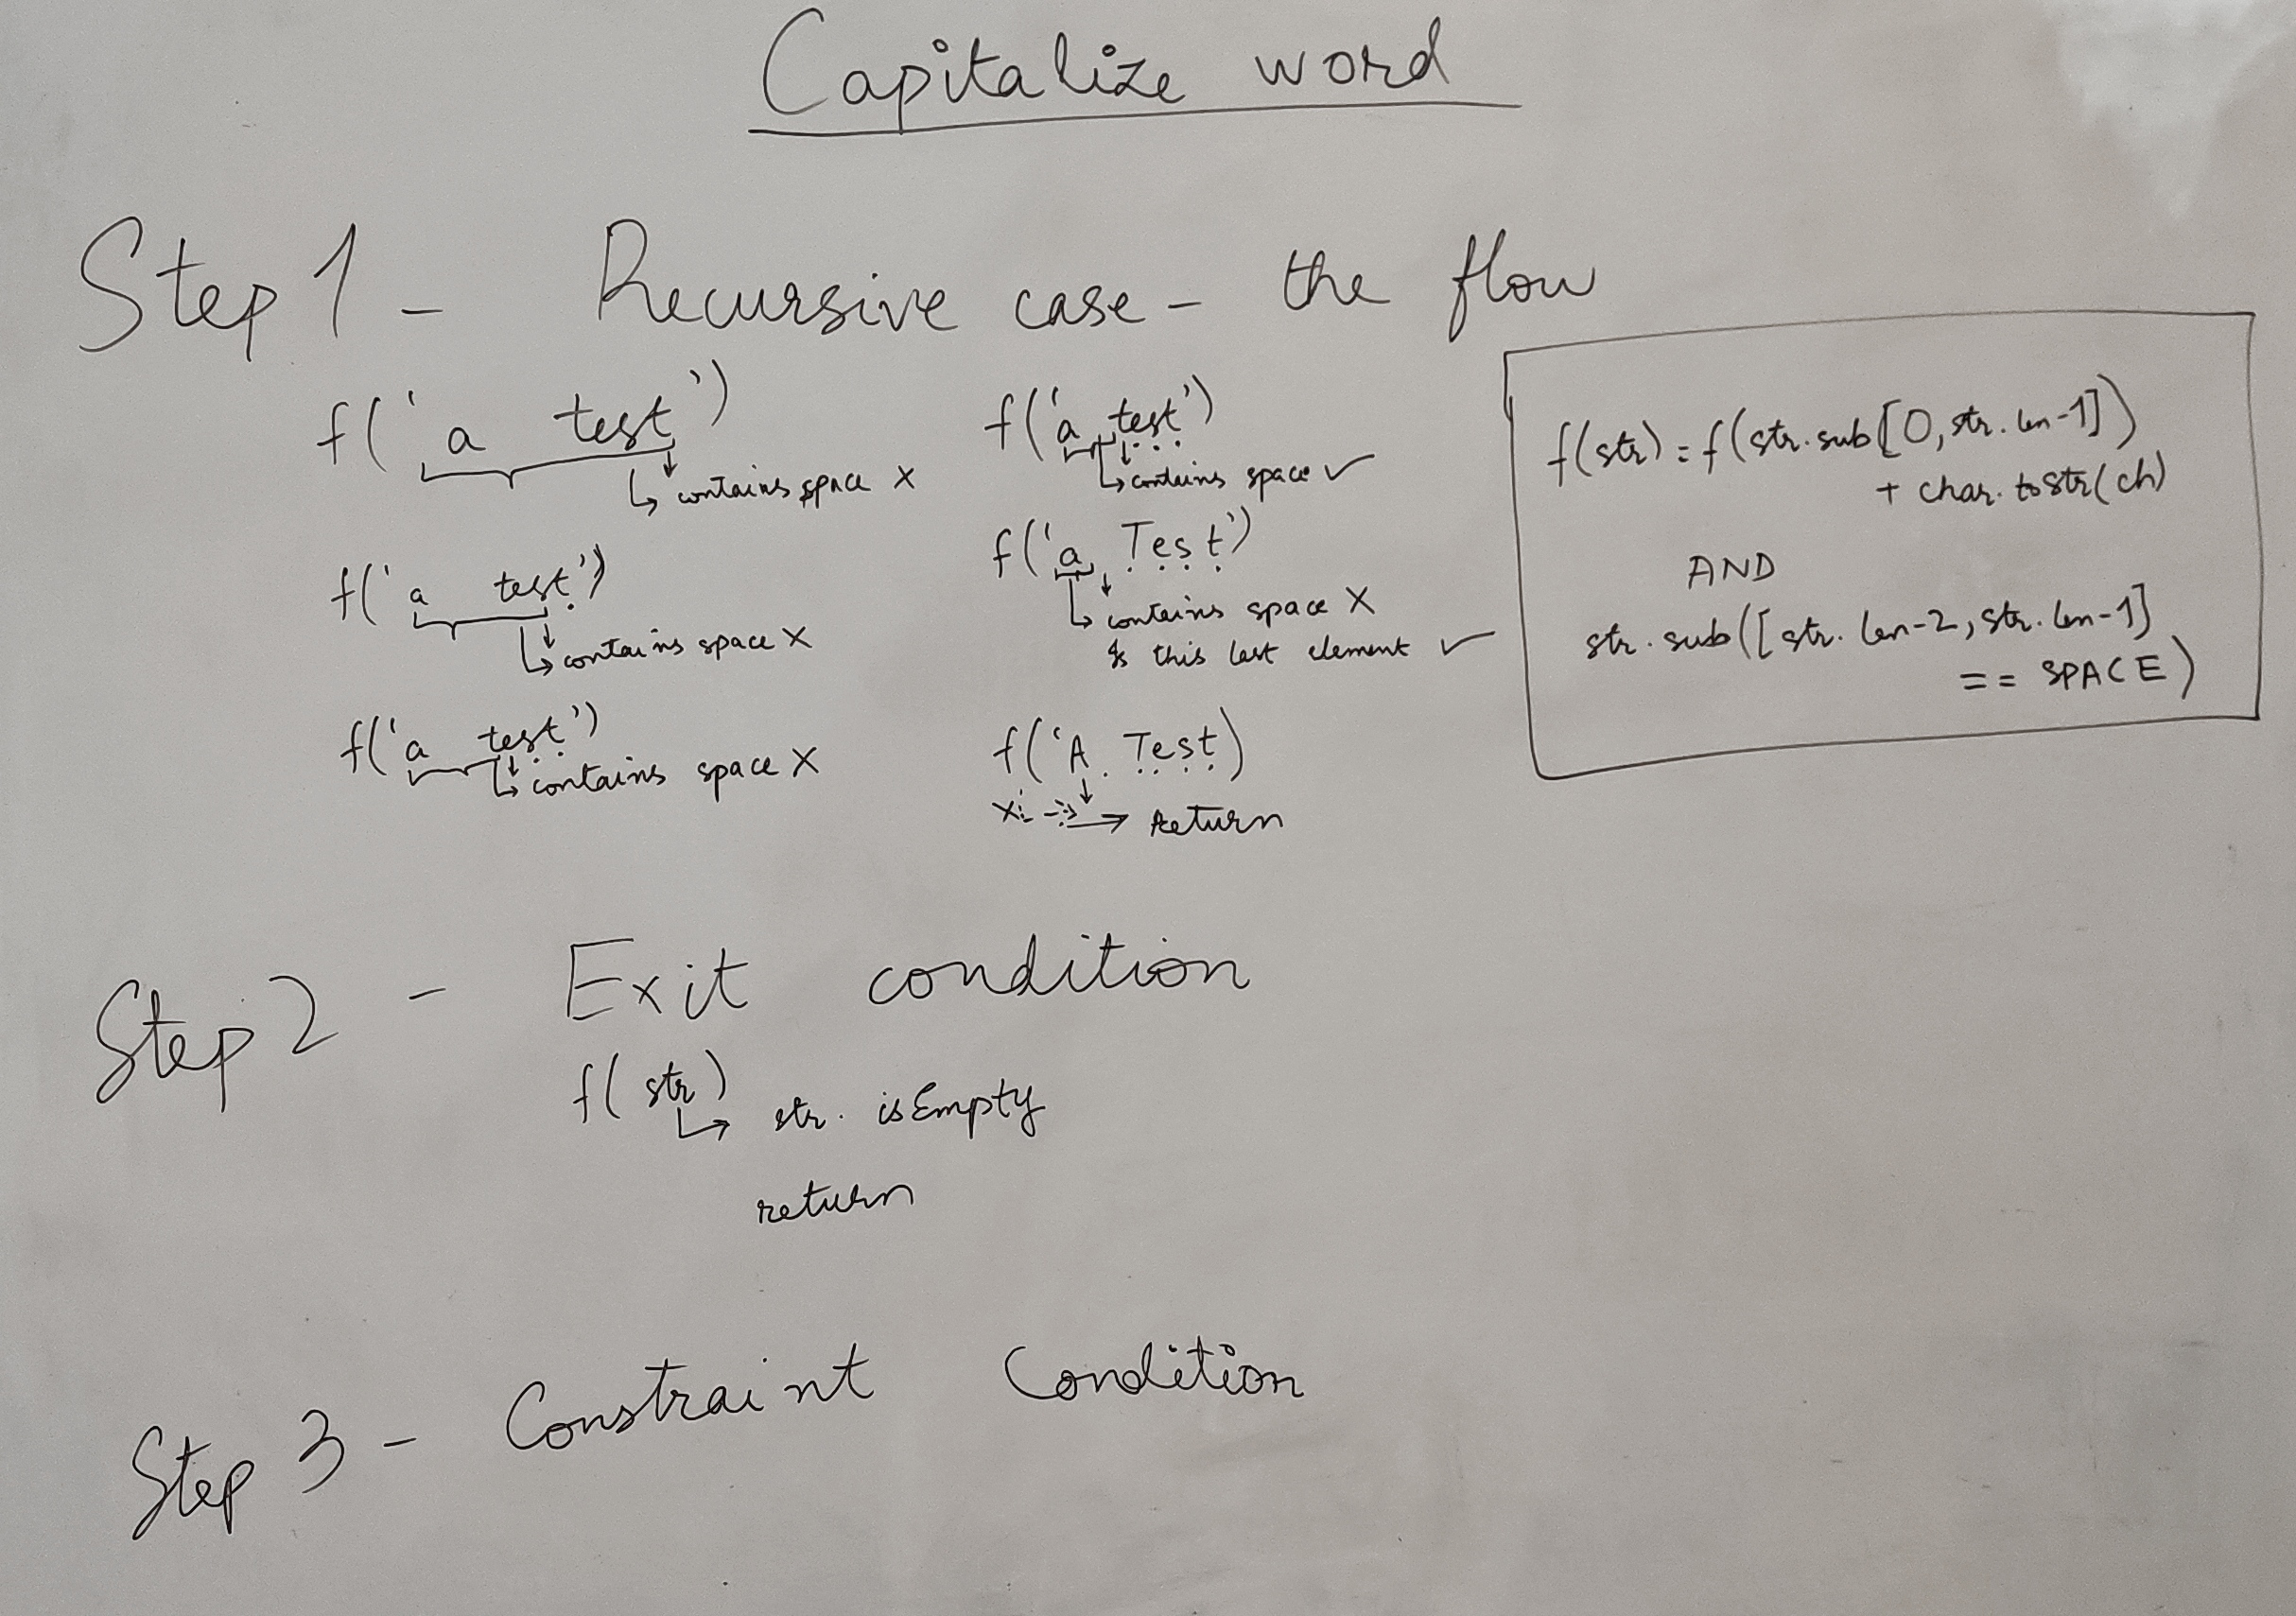 Capitalize word
Step 1 - Recursive case - the flow
f('a test')
contains space x
f('a test')
contains space x
f('a test')
contains space x
f('a test')
contains space ✓
f('a Test')
contains space x
Is this last element ✓
f('A Test)
→ Return
f(str) = f(str.sub[0, str.len-1])
+ char.toStr(ch)
AND
str.sub([str.len-2, str.len-1]
== SPACE)
Step 2 - Exit condition
f(str)
str. isEmpty
return
Step 3 - Constraint Condition